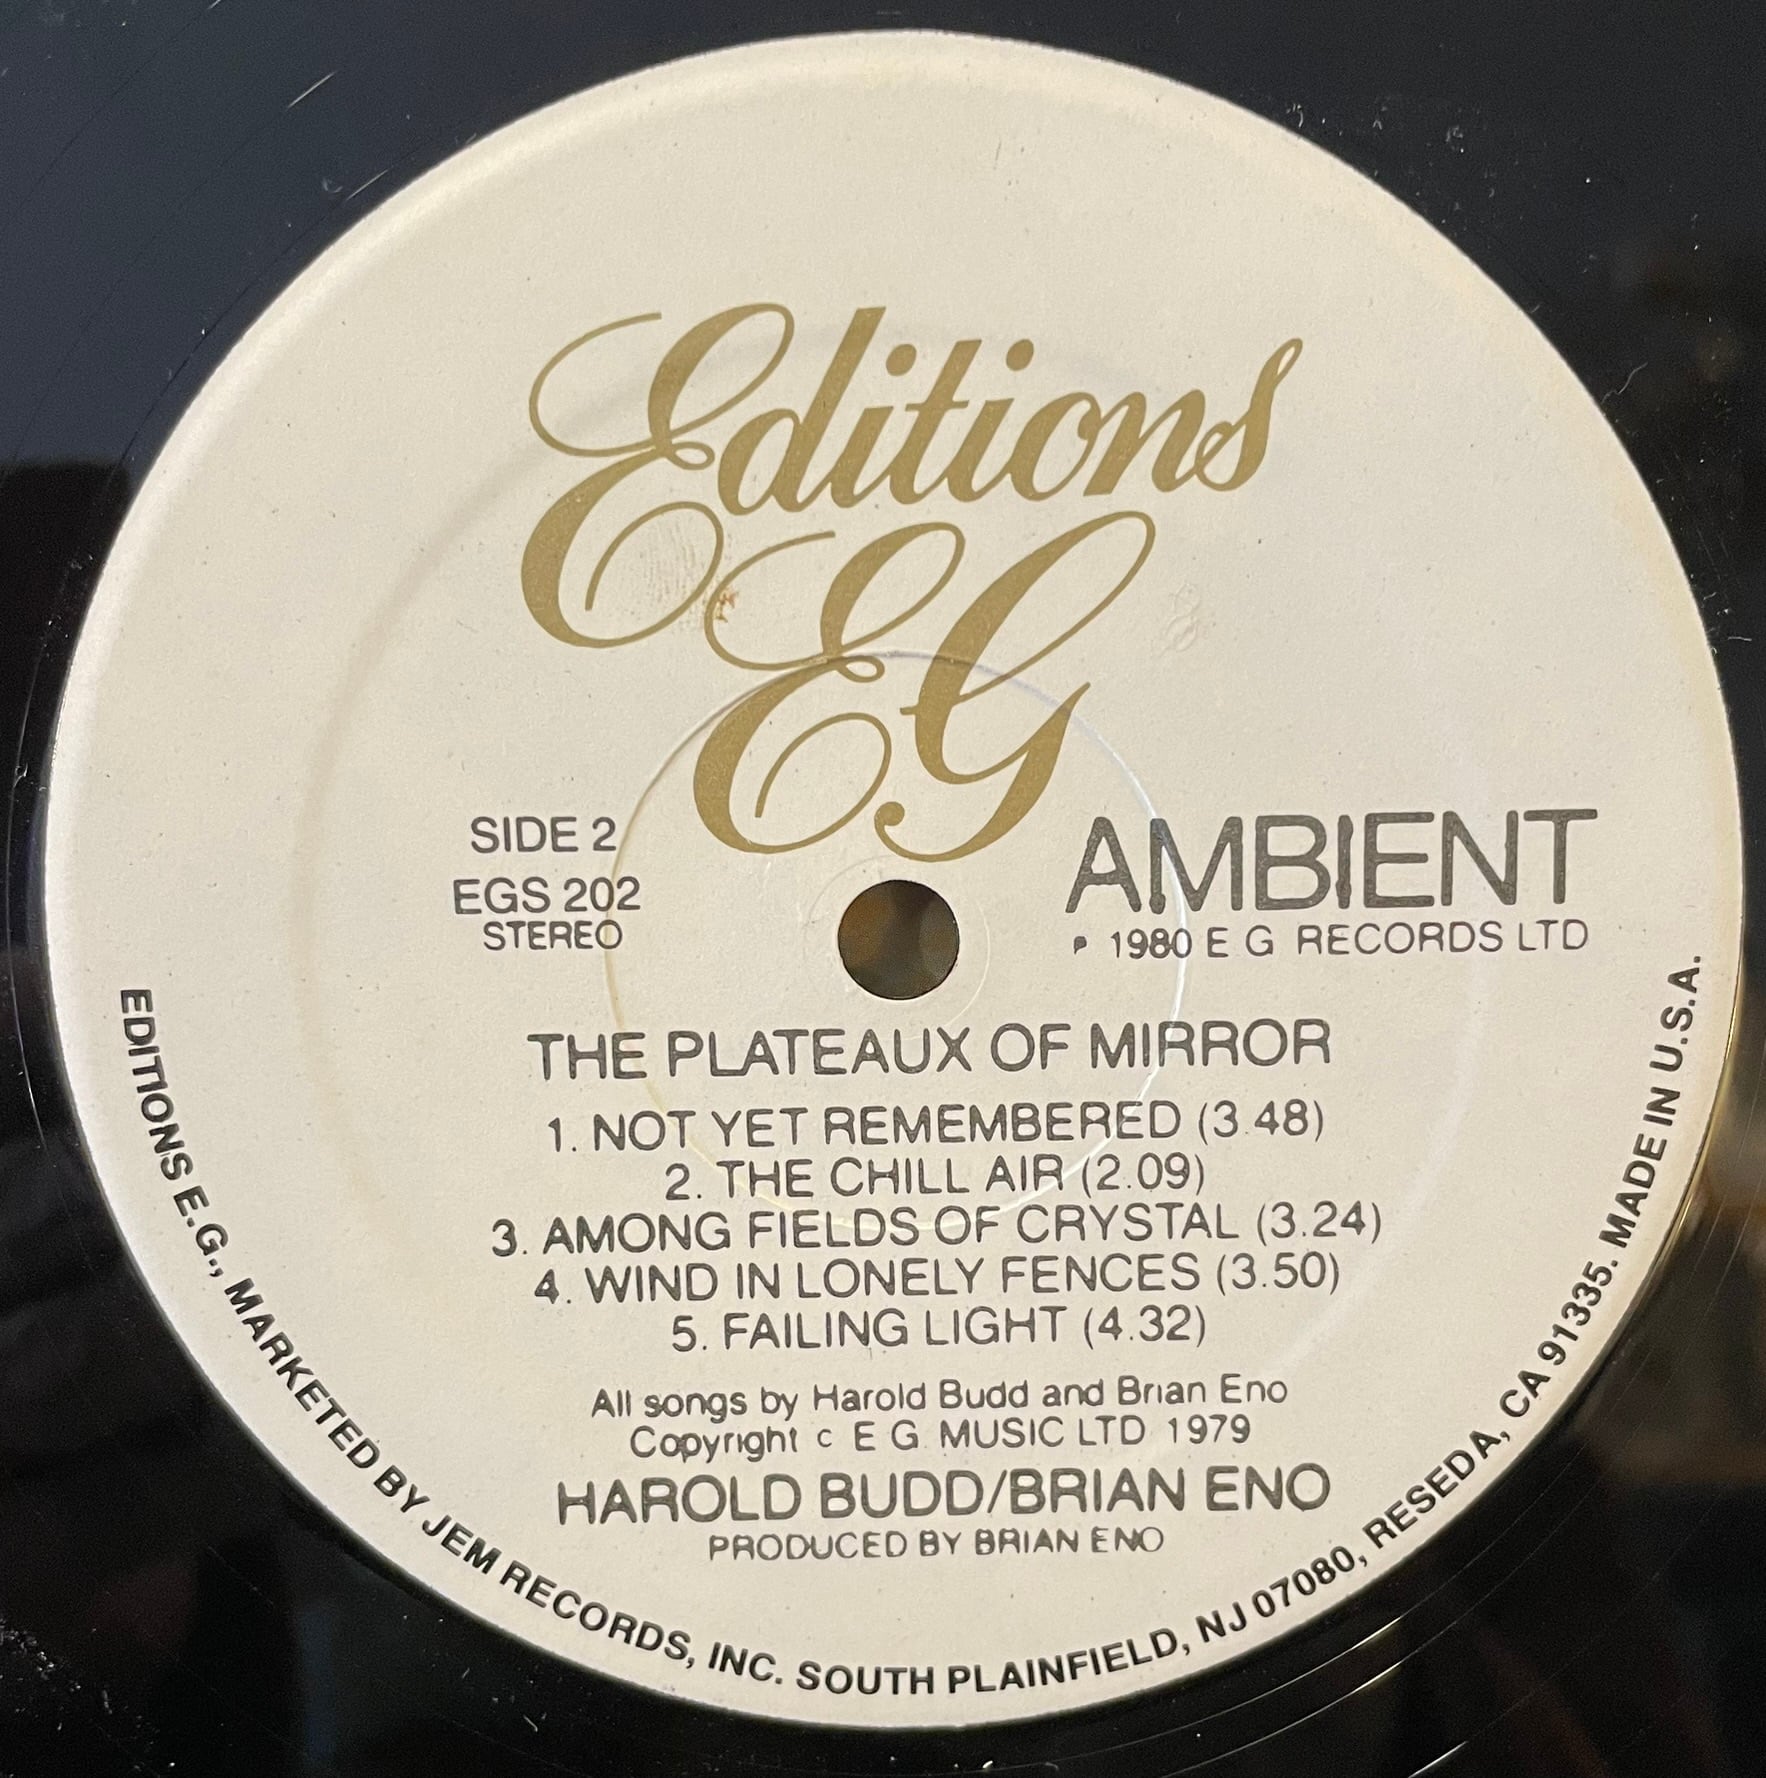 Editions
EG
SIDE 2
EGS 202
STEREO
AMBIENT
P 1980 E G RECORDS LTD
THE PLATEAUX OF MIRROR
1. NOT YET REMEMBERED (3.48)
2. THE CHILL AIR (2.09)
3. AMONG FIELDS OF CRYSTAL (3.24)
4. WIND IN LONELY FENCES (3.50)
5. FAILING LIGHT (4.32)
All songs by Harold Budd and Brian Eno
Copyright c E G MUSIC LTD 1979
HAROLD BUDD/BRIAN ENO
PRODUCED BY BRIAN ENO
EDITIONS E.G., MARKETED BY JEM RECORDS, INC. SOUTH PLAINFIELD, NJ 07080, RESEDA, CA 91335. MADE IN U.S.A.